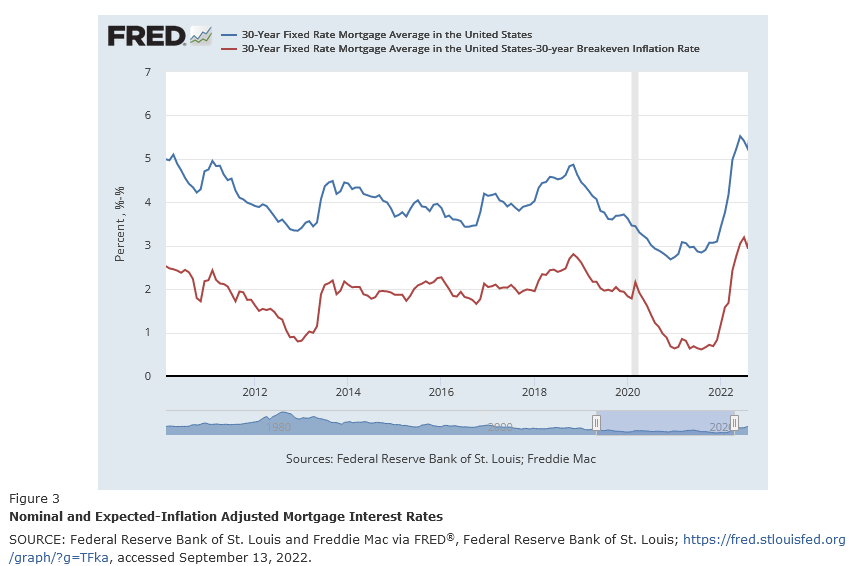 FRED
30-Year Fixed Rate Mortgage Average in the United States
30-Year Fixed Rate Mortgage Average in the United States-30-year Breakeven Inflation Rate
7
6
5
4
3
2
1
0
Percent , %-%
2012 2014 2016 2018 2020 2022
1980 2000 2020
Sources: Federal Reserve Bank of St. Louis; Freddie Mac
Figure 3
Nominal and Expected-Inflation Adjusted Mortgage Interest Rates
SOURCE: Federal Reserve Bank of St. Louis and Freddie Mac via FRED®, Federal Reserve Bank of St. Louis; https://fred.stlouisfed.org
/graph/?g=TFka, accessed September 13, 2022.